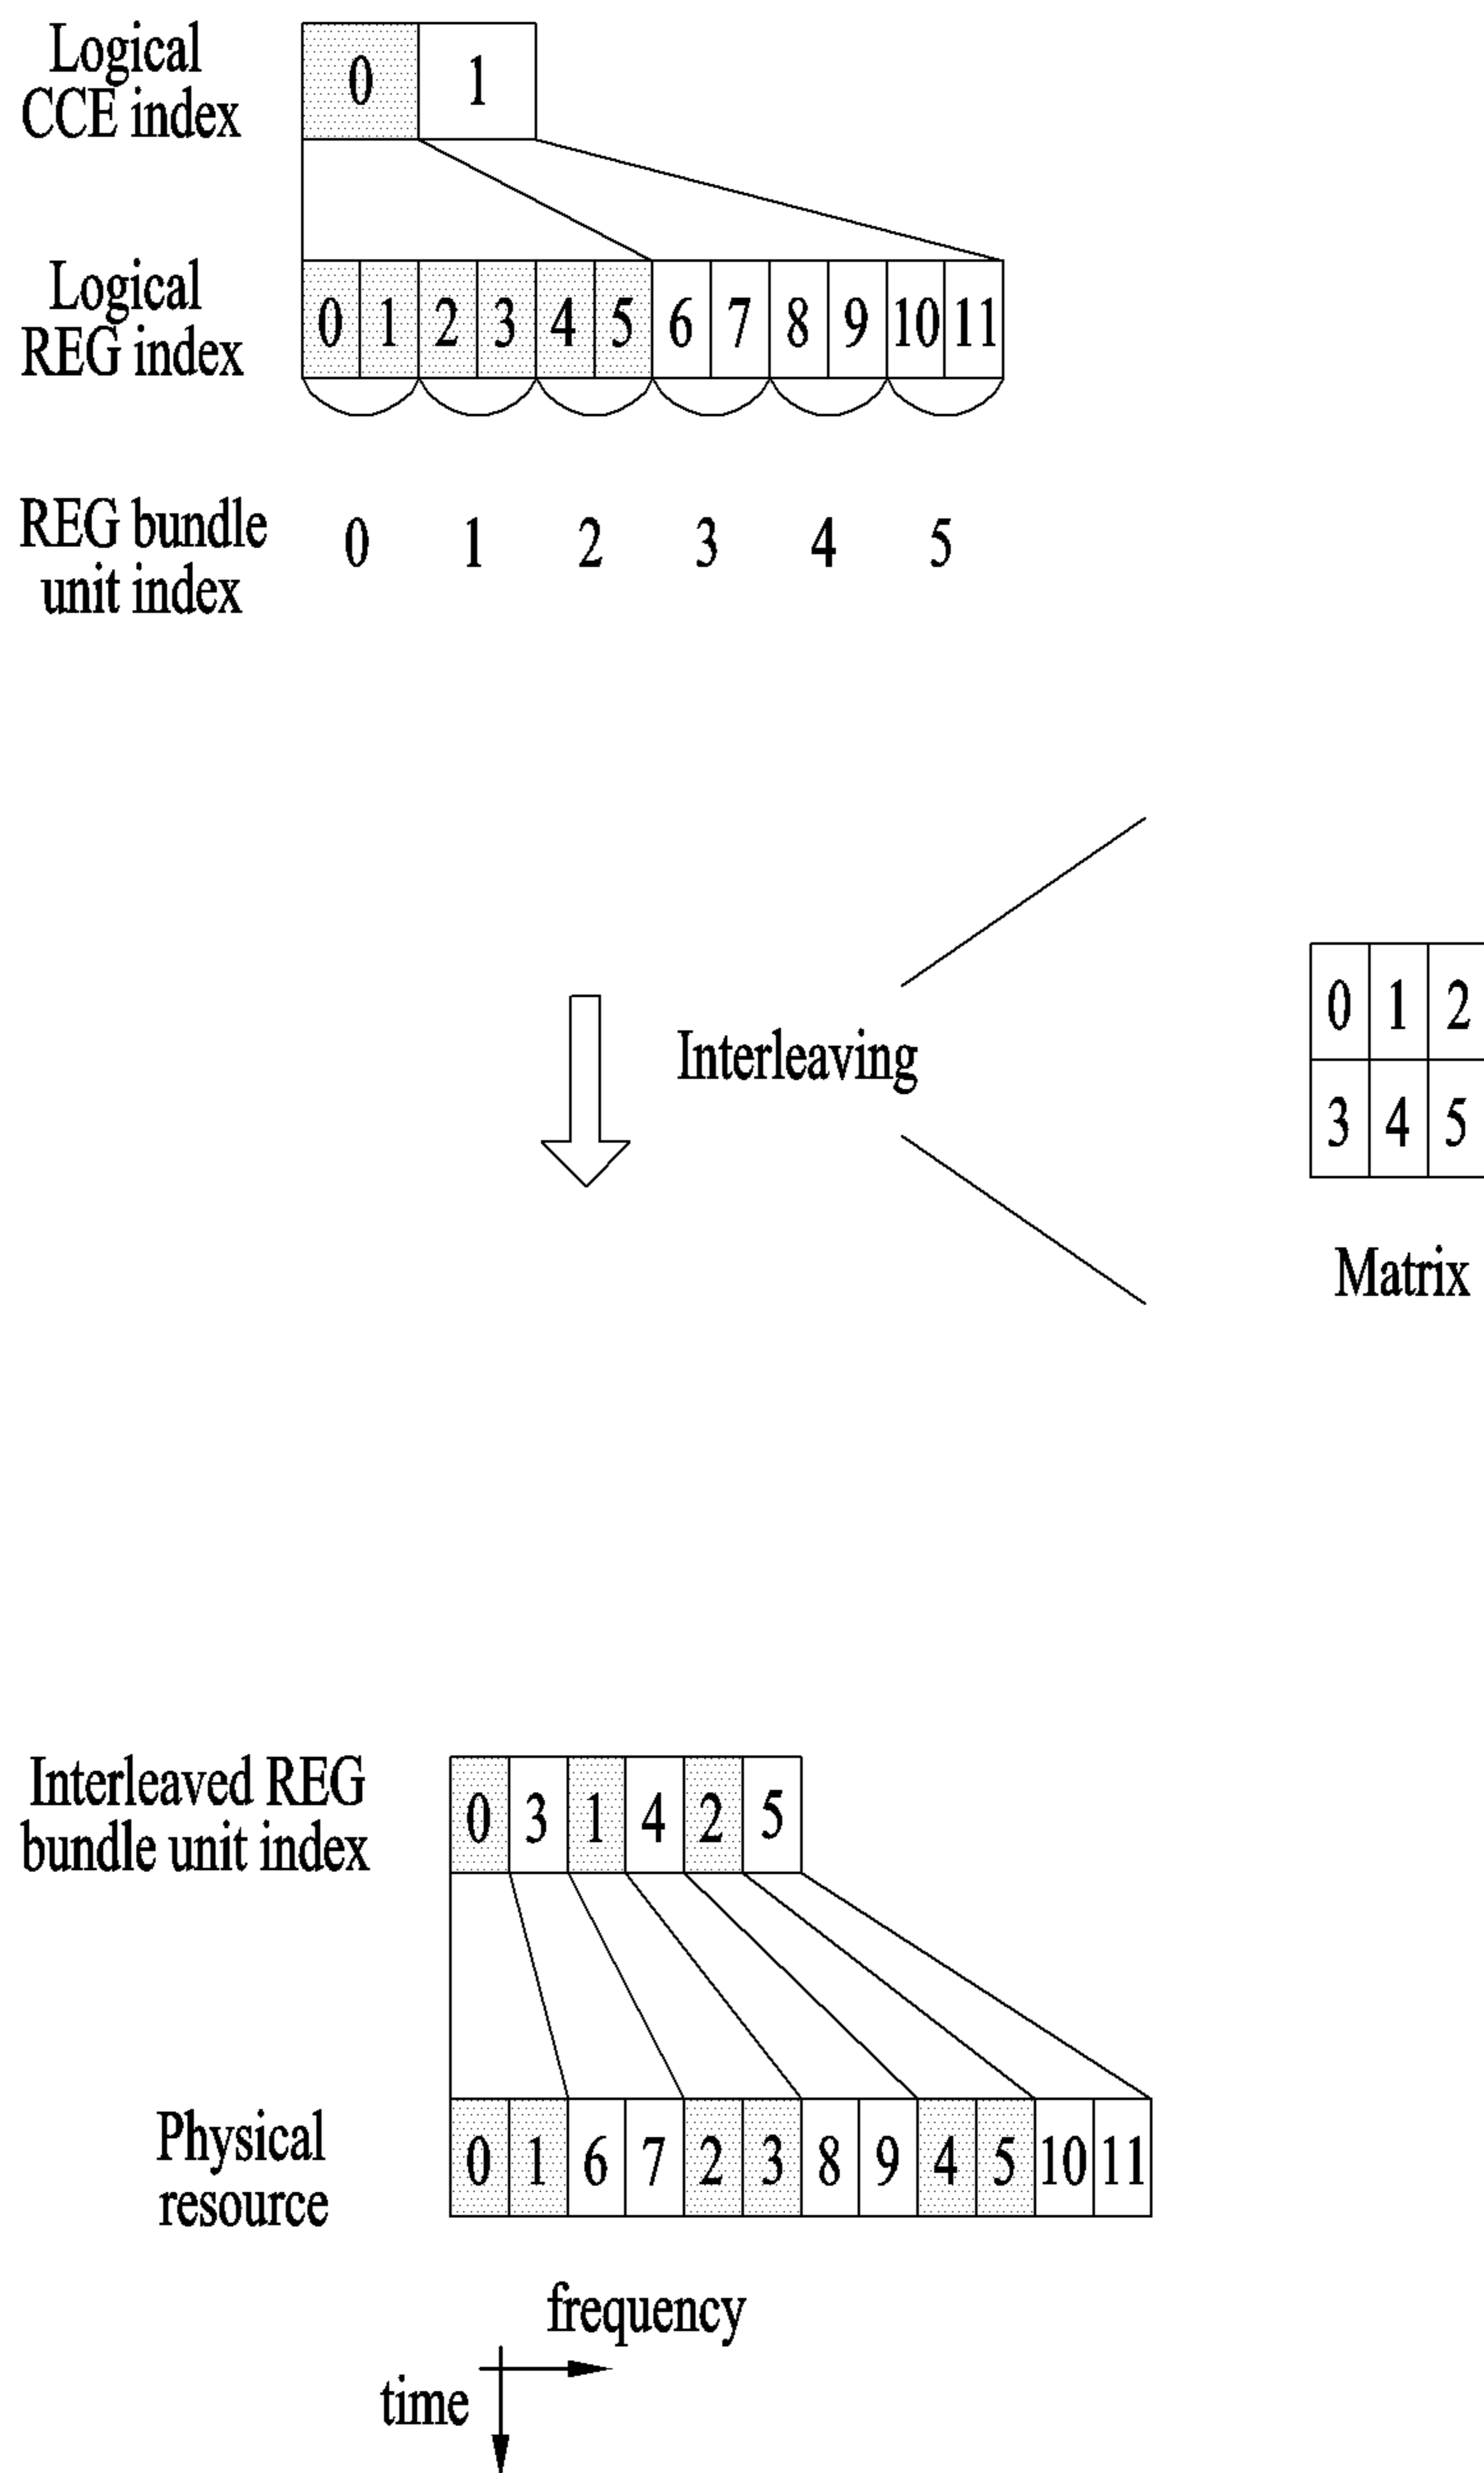 Logical
CCE index
0 1
Logical
REG index
0 1 2 3 4 5 6 7 8 9 10 11
REG bundle
unit index
0 1 2 3 4 5
Interleaving
0 1 2
3 4 5
Matrix
Interleaved REG
bundle unit index
0 3 1 4 2 5
Physical
resource
0 1 6 7 2 3 8 9 4 5 10 11
frequency
time